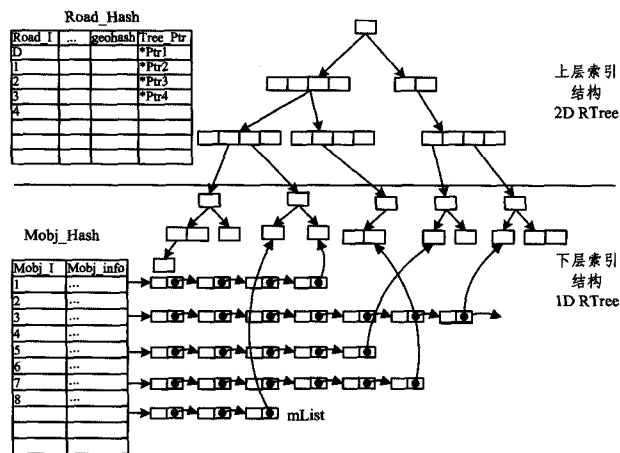 Road_Hash
Road_I ... geohash Tree_Ptr
D *Ptr1
1 *Ptr2
2 *Ptr3
3 *Ptr4
4
上层索引
结构
2D RTree
Mobj_Hash
Mobj_I Mobj_info
1 ...
2 ...
3 ...
4 ...
5 ...
6 ...
7 ...
8 ...
mList
下层索引
结构
1D RTree